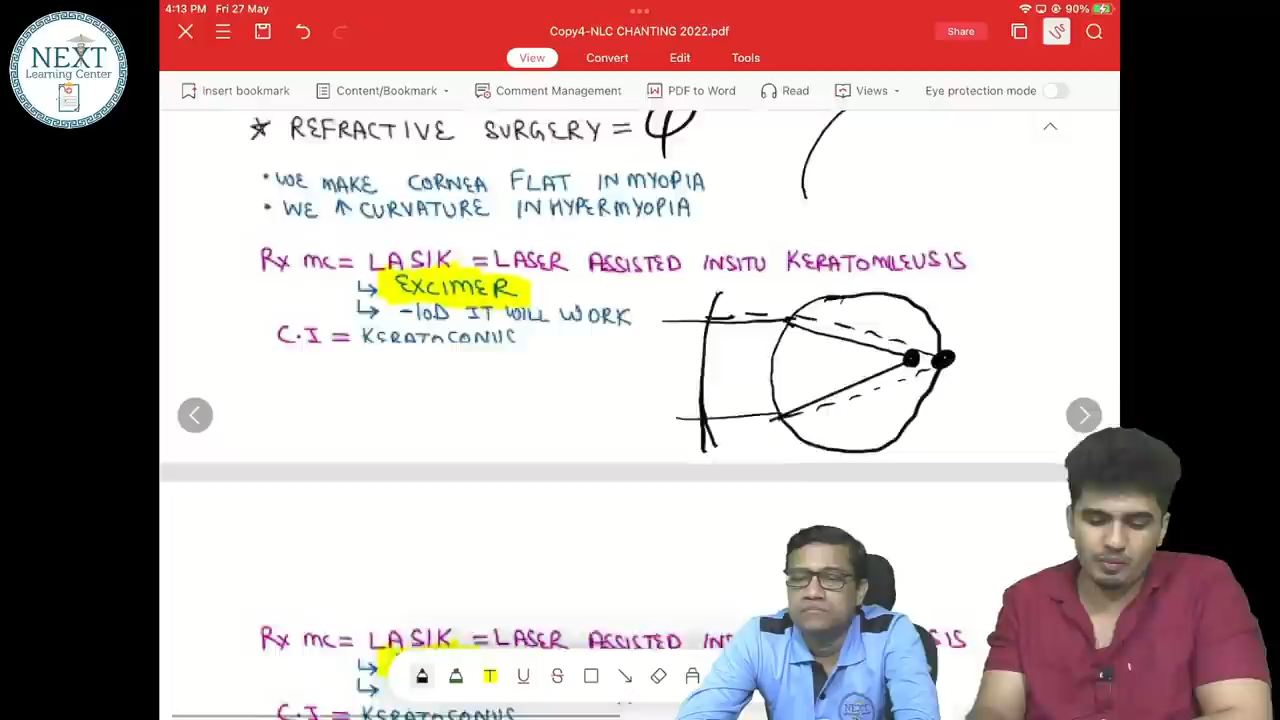 4:13 PM Fri 27 May
90%
NEXT
Learning Center
Copy4-NLC CHANTING 2022.pdf
Share
View Convert Edit Tools
Insert bookmark Content/Bookmark Comment Management PDF to Word Read Views Eye protection mode
* REFRACTIVE SURGERY = φ
• WE MAKE CORNEA FLAT IN MYOPIA
• WE ↑ CURVATURE IN HYPERMYOPIA
Rx mc = LASIK = LASER ASSISTED INSITU KERATOMILEUSIS
↳ EXCIMER
↳ -10D IT WILL WORK
C.I = KERATACONUS
Rx mc = LASIK = LASER ASSISTED
C.I = KERATACONUS